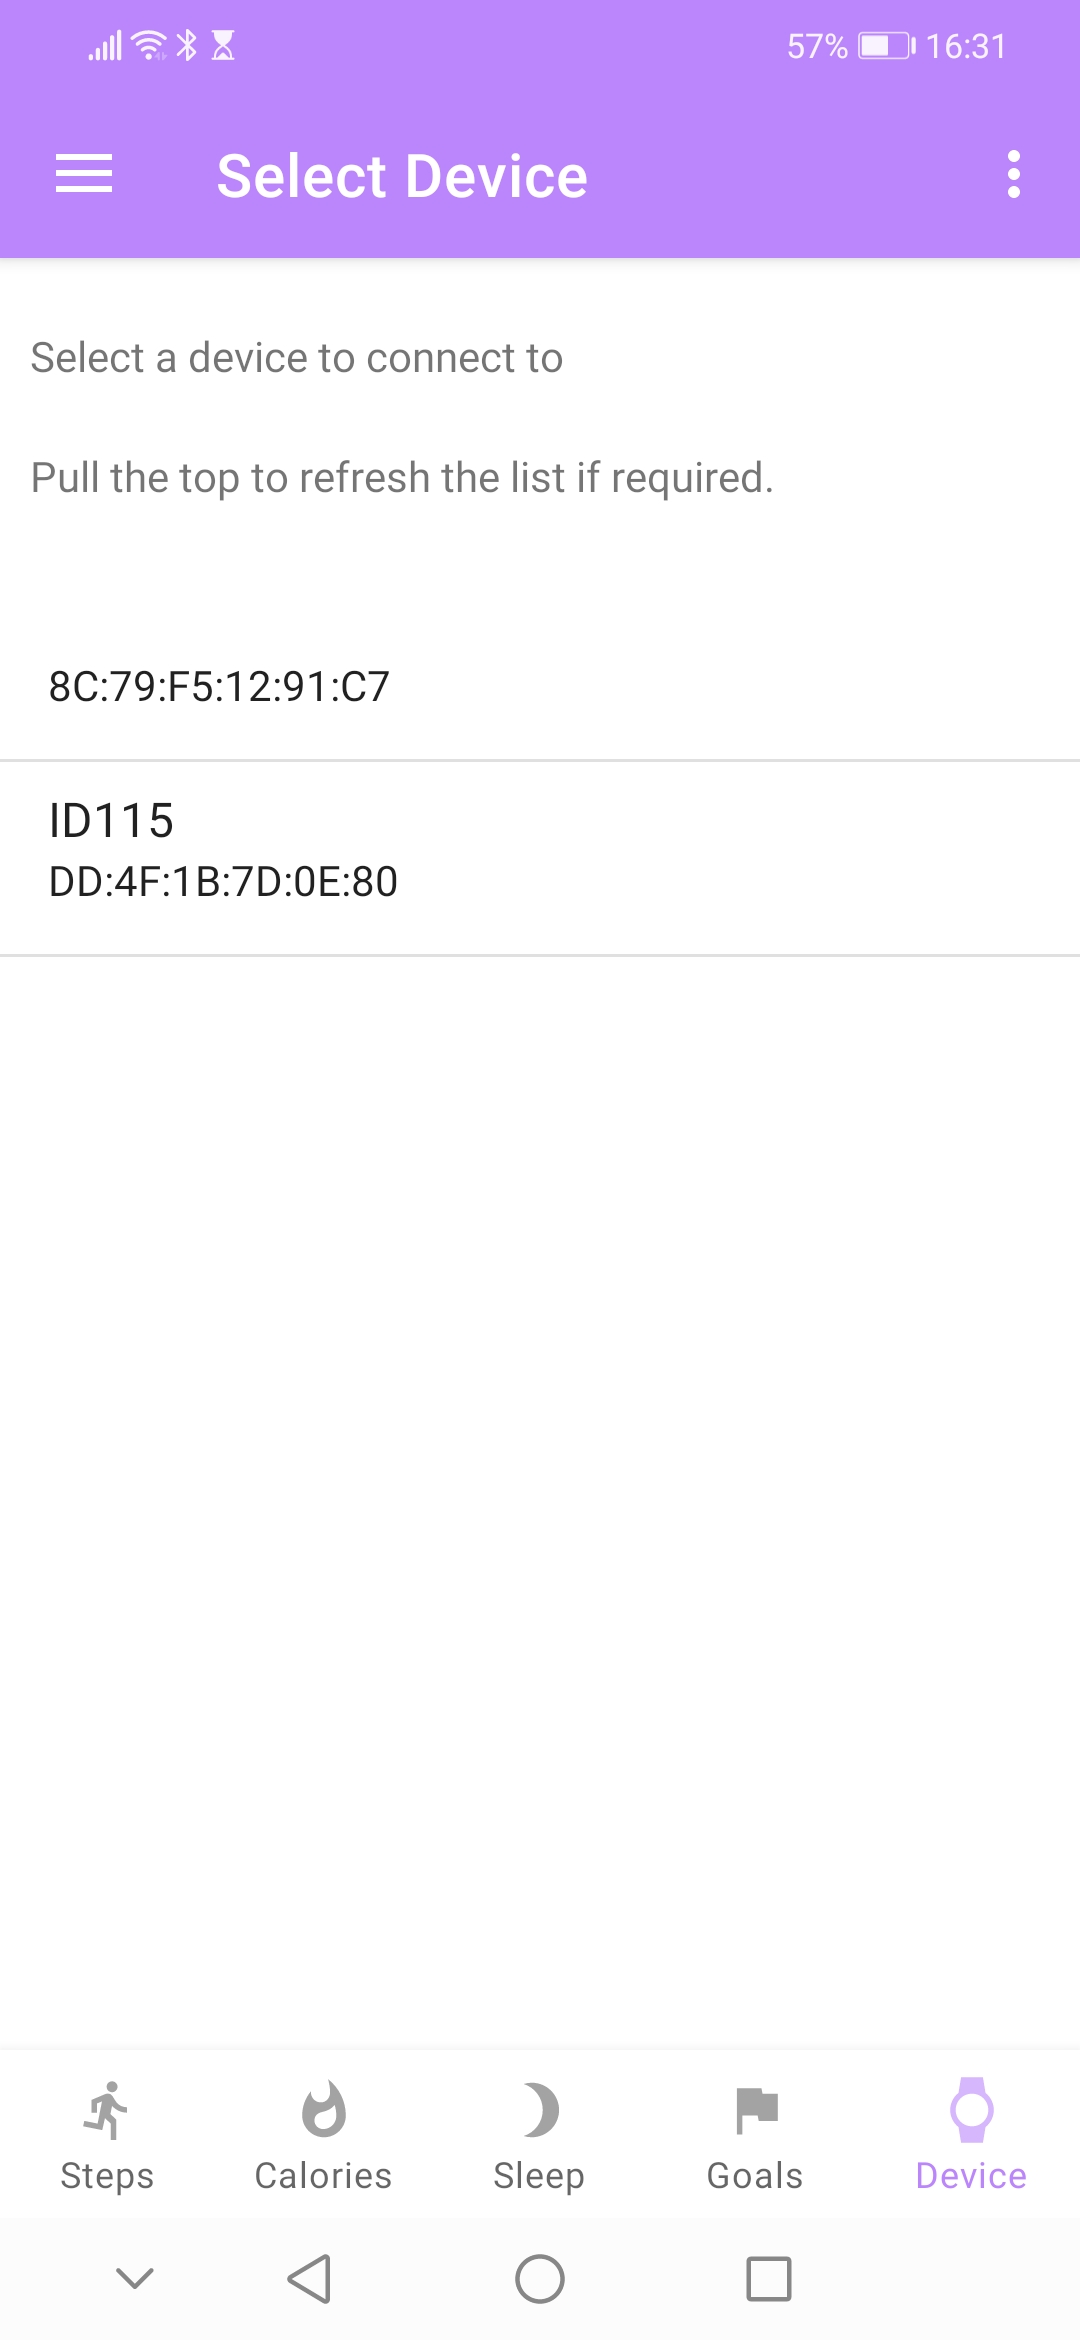 57% 16:31
Select Device
Select a device to connect to
Pull the top to refresh the list if required.
8C:79:F5:12:91:C7
ID115
DD:4F:1B:7D:0E:80
Steps Calories Sleep Goals Device